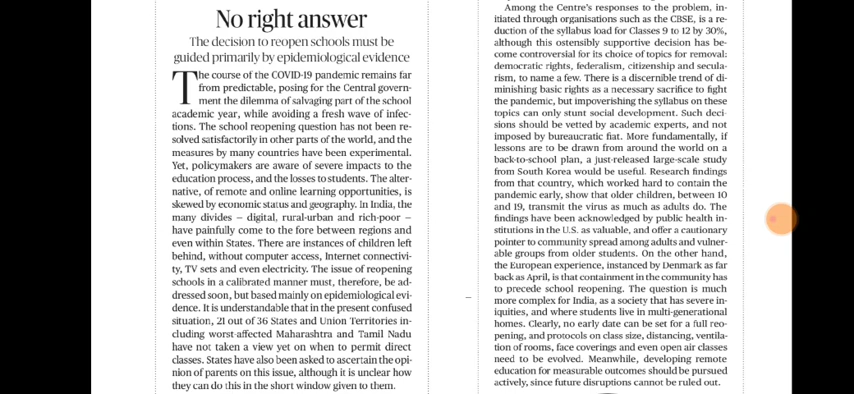 No right answer
The decision to reopen schools must be
guided primarily by epidemiological evidence
The course of the COVID-19 pandemic remains far
from predictable, posing for the Central govern-
ment the dilemma of salvaging part of the school
academic year, while avoiding a fresh wave of infec-
tions. The school reopening question has not been re-
solved satisfactorily in other parts of the world, and the
measures by many countries have been experimental.
Yet, policymakers are aware of severe impacts to the
education process, and the losses to students. The alter-
native, of remote and online learning opportunities, is
skewed by economic status and geography. In India, the
many divides – digital, rural-urban and rich-poor –
have painfully come to the fore between regions and
even within States. There are instances of children left
behind, without computer access, Internet connectivi-
ty, TV sets and even electricity. The issue of reopening
schools in a calibrated manner must, therefore, be ad-
dressed soon, but based mainly on epidemiological evi-
dence. It is understandable that in the present confused
situation, 21 out of 36 States and Union Territories in-
cluding worst-affected Maharashtra and Tamil Nadu
have not taken a view yet on when to permit direct
classes. States have also been asked to ascertain the opi-
nion of parents on this issue, although it is unclear how
they can do this in the short window given to them.
Among the Centre's responses to the problem, in-
itiated through organisations such as the CBSE, is a re-
duction of the syllabus load for Classes 9 to 12 by 30%,
although this ostensibly supportive decision has be-
come controversial for its choice of topics for removal:
democratic rights, federalism, citizenship and secula-
rism, to name a few. There is a discernible trend of di-
minishing basic rights as a necessary sacrifice to fight
the pandemic, but impoverishing the syllabus on these
topics can only stunt social development. Such deci-
sions should be vetted by academic experts, and not
imposed by bureaucratic fiat. More fundamentally, if
lessons are to be drawn from around the world on a
back-to-school plan, a just-released large-scale study
from South Korea would be useful. Research findings
from that country, which worked hard to contain the
pandemic early, show that older children, between 10
and 19, transmit the virus as much as adults do. The
findings have been acknowledged by public health in-
stitutions in the U.S. as valuable, and offer a cautionary
pointer to community spread among adults and vulner-
able groups from older students. On the other hand,
the European experience, instanced by Denmark as far
back as April, is that containment in the community has
to precede school reopening. The question is much
more complex for India, as a society that has severe in-
iquities, and where students live in multi-generational
homes. Clearly, no early date can be set for a full reo-
pening, and protocols on class size, distancing, ventila-
tion of rooms, face coverings and even open air classes
need to be evolved. Meanwhile, developing remote
education for measurable outcomes should be pursued
actively, since future disruptions cannot be ruled out.